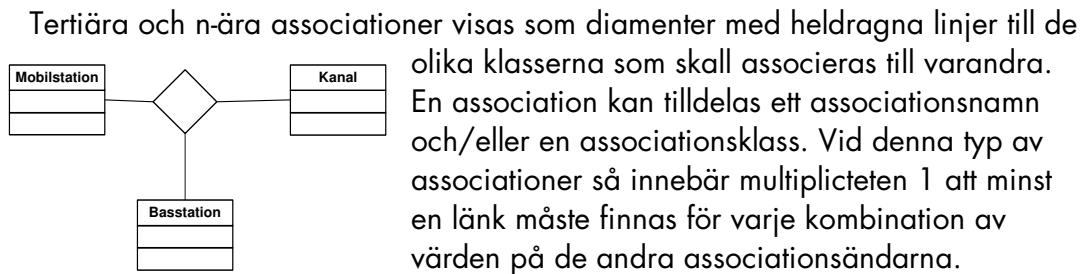 Tertiära och n-ära associationer visas som diamenter med heldragna linjer till de
olika klasserna som skall associeras till varandra.
En association kan tilldelas ett associationsnamn
och/eller en associationsklass. Vid denna typ av
associationer så innebär multiplicteten 1 att minst
en länk måste finnas för varje kombination av
värden på de andra associationsändarna.
Mobilstation
Kanal
Basstation